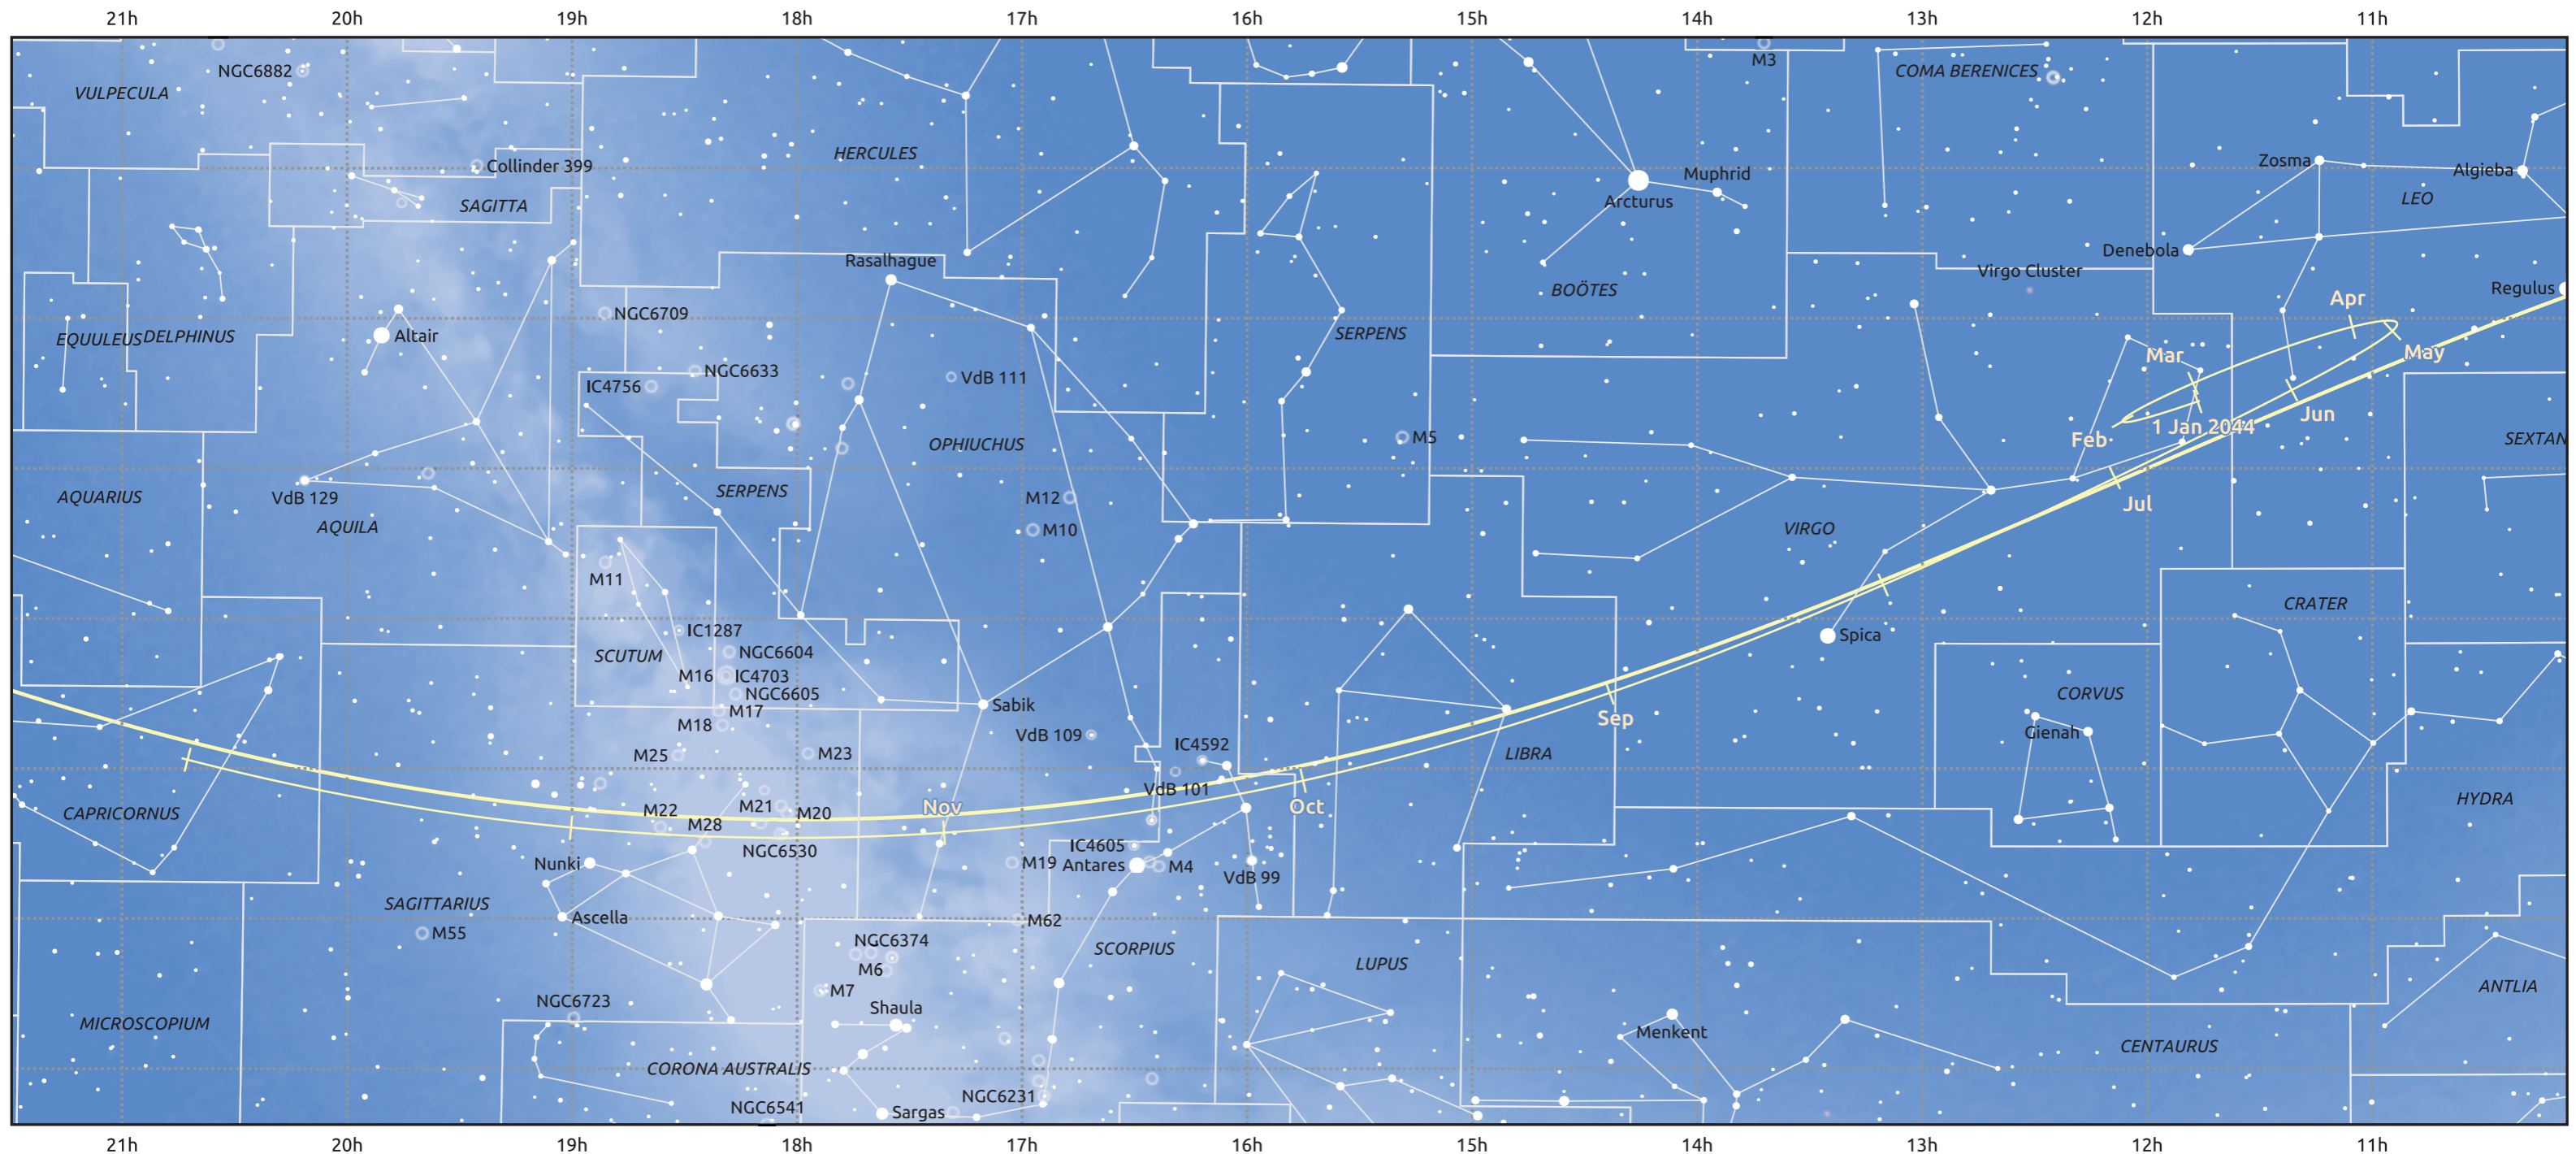 21h 20h 19h 18h 17h 16h 15h 14h 13h 12h 11h
M3
NGC6882
COMA BERENICES
VULPECULA
HERCULES
Zosma
Collinder 399
Algieba
Muphrid
LEO
Arcturus
SAGITTA
Denebola
Rasalhague
Virgo Cluster
BOÖTES
Regulus
Apr
NGC6709
SERPENS
EQUULEUS DELPHINUS
Altair
May
Mar
NGC6633
VdB 111
IC4756
Jun
1 Jan 2044
Feb
M5
OPHIUCHUS
SEXTAN
SERPENS
AQUARIUS
VdB 129
M12
Jul
AQUILA
M10
VIRGO
M11
CRATER
IC1287
Spica
NGC6604
SCUTUM
M16 IC4703
NGC6605
CORVUS
Sabik
M17
Sep
M18
Gienah
VdB 109
IC4592
M25
M23
LIBRA
VdB 101
HYDRA
Nov
Oct
M21
M22
M20
CAPRICORNUS
M28
IC4605
NGC6530
Nunki
M19
Antares
M4
VdB 99
SAGITTARIUS
Ascella
M62
M55
NGC6374
SCORPIUS
LUPUS
M6
ANTLIA
M7
NGC6723
Shaula
MICROSCOPIUM
Menkent
CENTAURUS
CORONA AUSTRALIS
NGC6231
NGC6541
Sargas
21h 20h 19h 18h 17h 16h 15h 14h 13h 12h 11h